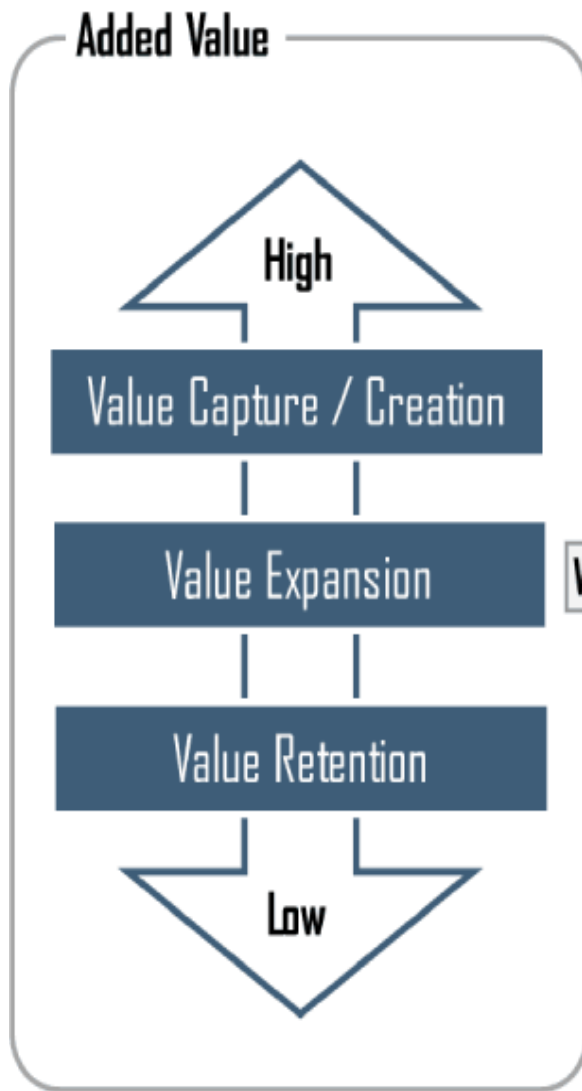 Added Value
High
Value Capture / Creation
Value Expansion
Value Retention
Low